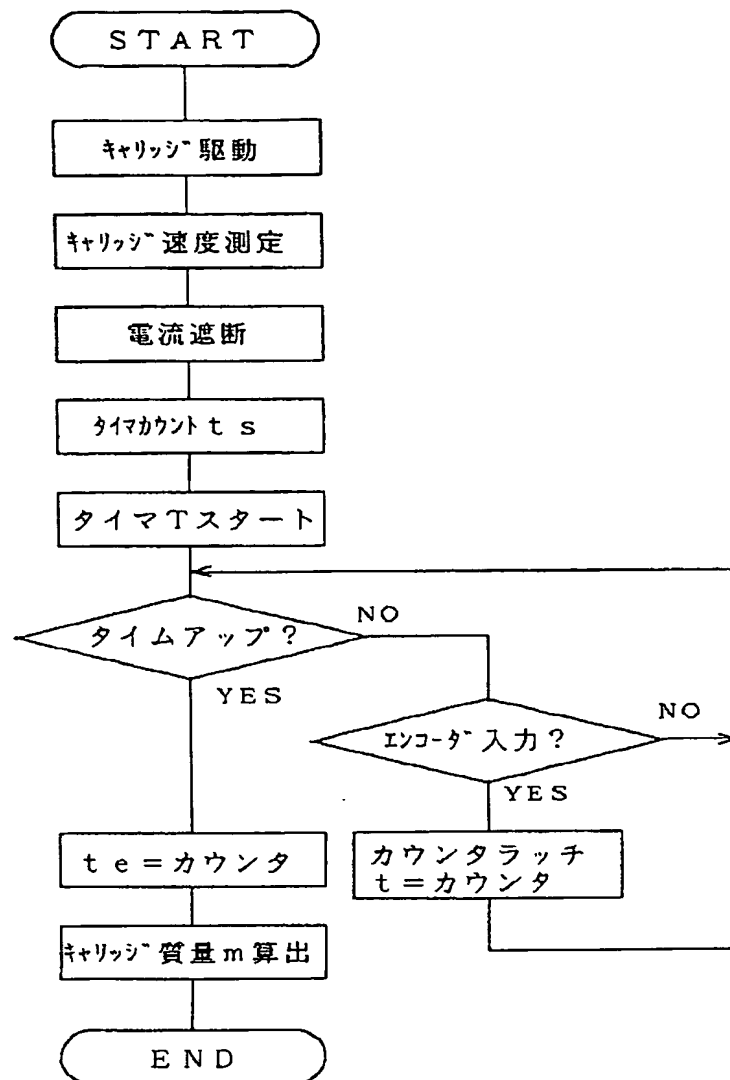 START
ｷｬﾘｯｼﾞ駆動
ｷｬﾘｯｼﾞ速度測定
電流遮断
ﾀｲﾏｶｳﾝﾄｔｓ
タイマTスタート
タイムアップ?
NO
YES
ｴﾝｺｰﾀﾞ入力?
NO
YES
カウンタラッチ
ｔ=カウンタ
ｔｅ=カウンタ
ｷｬﾘｯｼﾞ質量ｍ算出
END